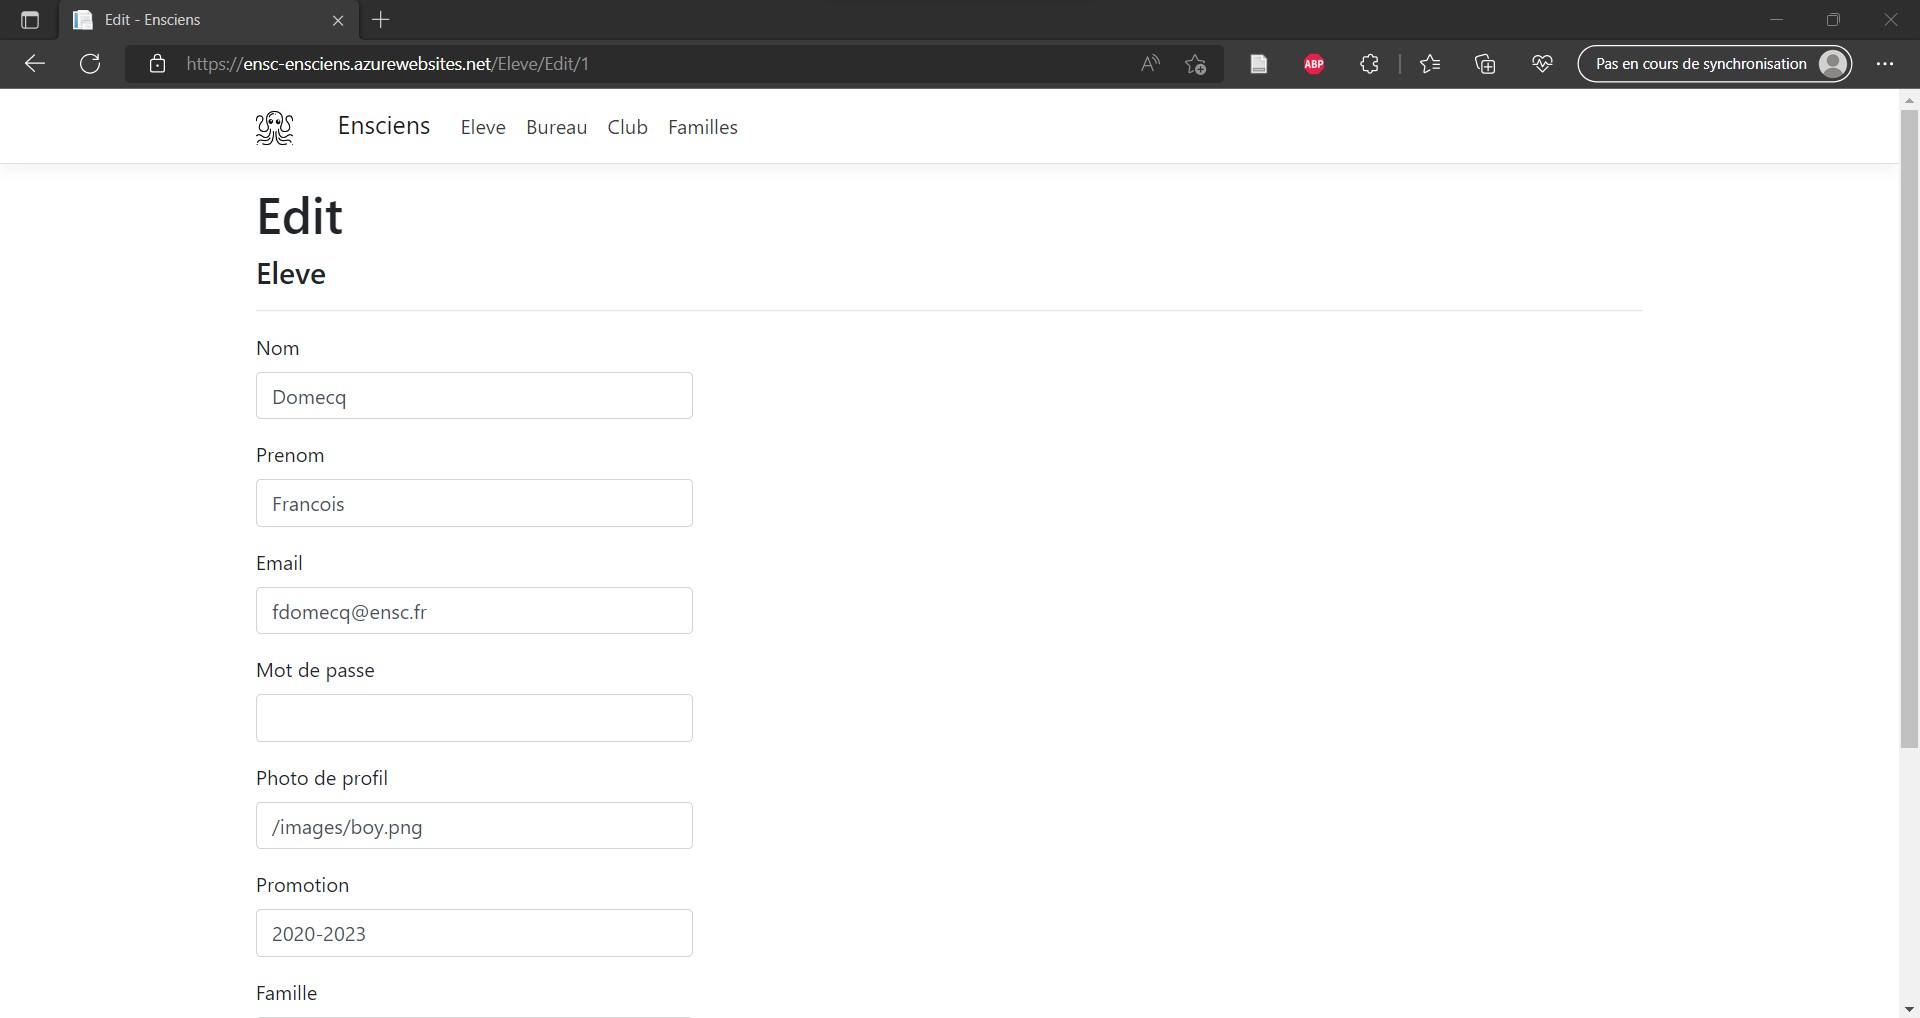 Edit - Ensciens
https://ensc-ensciens.azurewebsites.net/Eleve/Edit/1
A
ABP
Pas en cours de synchronisation
Ensciens Eleve Bureau Club Familles
Edit
Eleve
Nom
Domecq
Prenom
Francois
Email
fdomecq@ensc.fr
Mot de passe
Photo de profil
/images/boy.png
Promotion
2020-2023
Famille